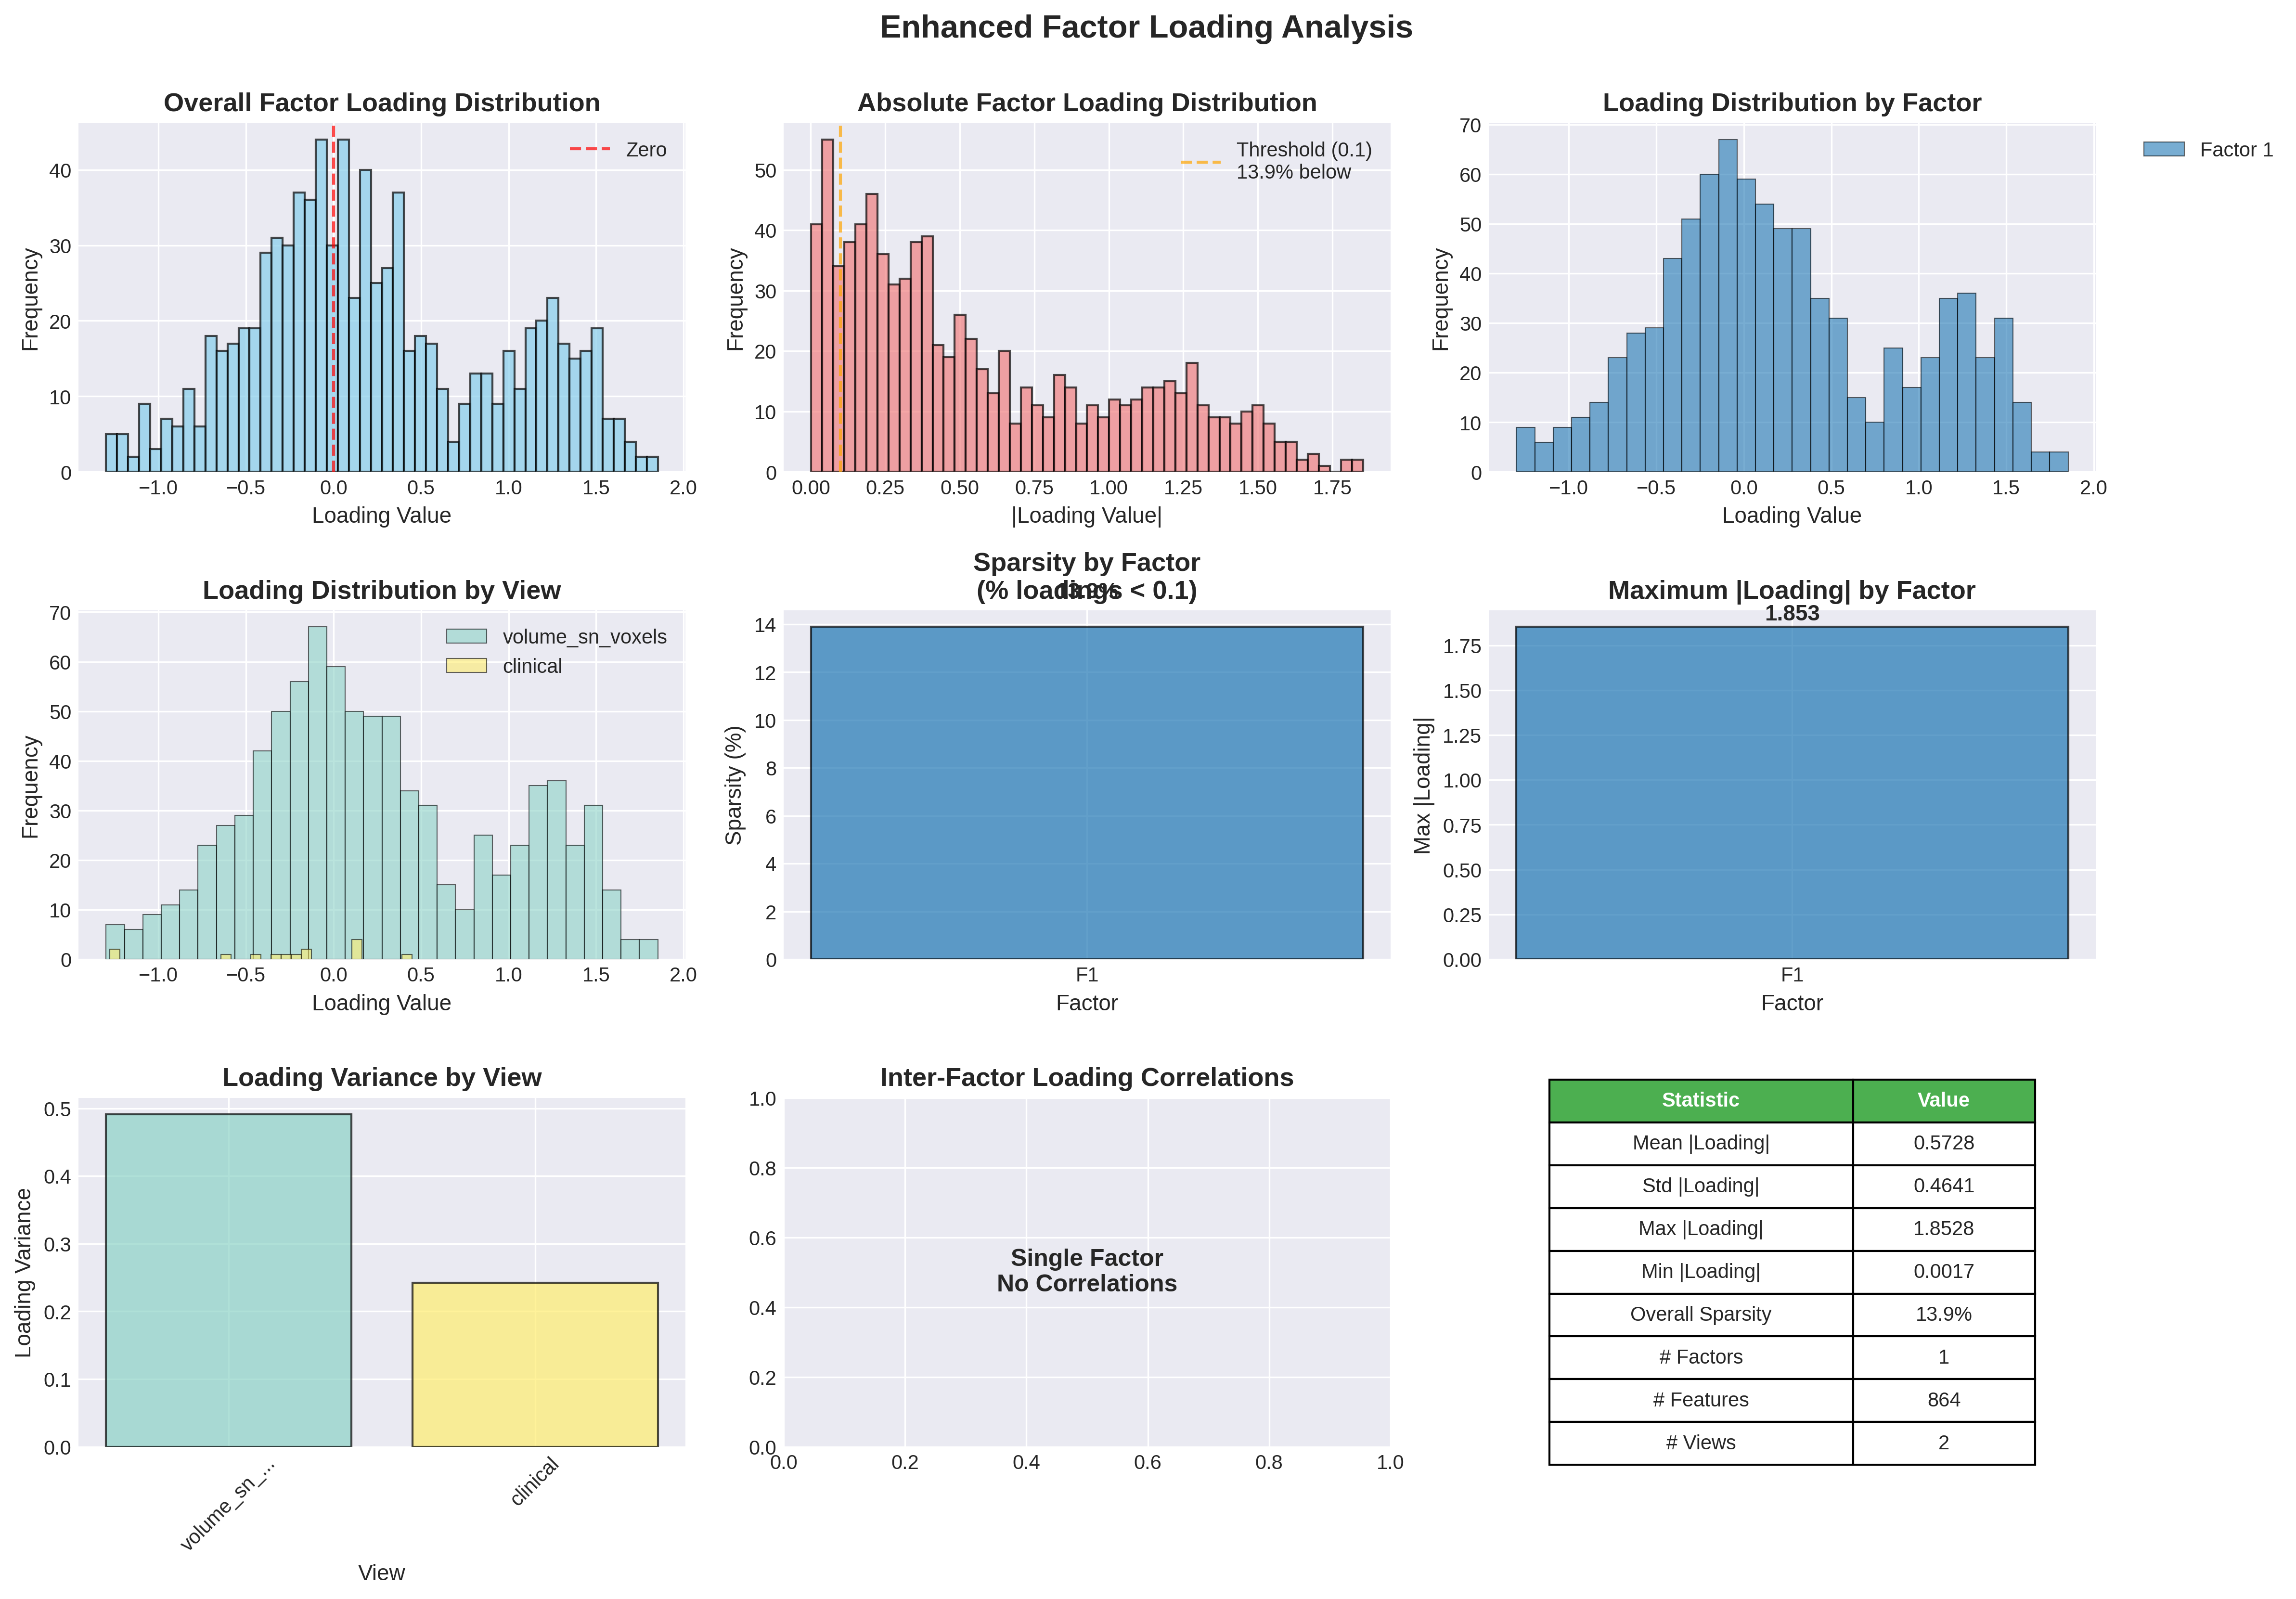 Enhanced Factor Loading Analysis
Overall Factor Loading Distribution
Frequency
40
30
20
10
0
Zero
−1.0 −0.5 0.0 0.5 1.0 1.5 2.0
Loading Value
Absolute Factor Loading Distribution
Frequency
50
40
30
20
10
0
Threshold (0.1)
13.9% below
0.00 0.25 0.50 0.75 1.00 1.25 1.50 1.75
|Loading Value|
Loading Distribution by Factor
Frequency
70
60
50
40
30
20
10
0
−1.0 −0.5 0.0 0.5 1.0 1.5 2.0
Loading Value
Factor 1
Loading Distribution by View
Frequency
70
60
50
40
30
20
10
0
volume_sn_voxels
clinical
−1.0 −0.5 0.0 0.5 1.0 1.5 2.0
Loading Value
Sparsity by Factor
(% loadings < 0.1)
13.9%
Sparsity (%)
14
12
10
8
6
4
2
0
F1
Factor
Maximum |Loading| by Factor
1.853
Max |Loading|
1.75
1.50
1.25
1.00
0.75
0.50
0.25
0.00
F1
Factor
Loading Variance by View
Loading Variance
0.5
0.4
0.3
0.2
0.1
0.0
volume_sn_...
clinical
View
Inter-Factor Loading Correlations
1.0
0.8
0.6
0.4
0.2
0.0
Single Factor
No Correlations
0.0 0.2 0.4 0.6 0.8 1.0
Statistic Value
Mean |Loading| 0.5728
Std |Loading| 0.4641
Max |Loading| 1.8528
Min |Loading| 0.0017
Overall Sparsity 13.9%
# Factors 1
# Features 864
# Views 2